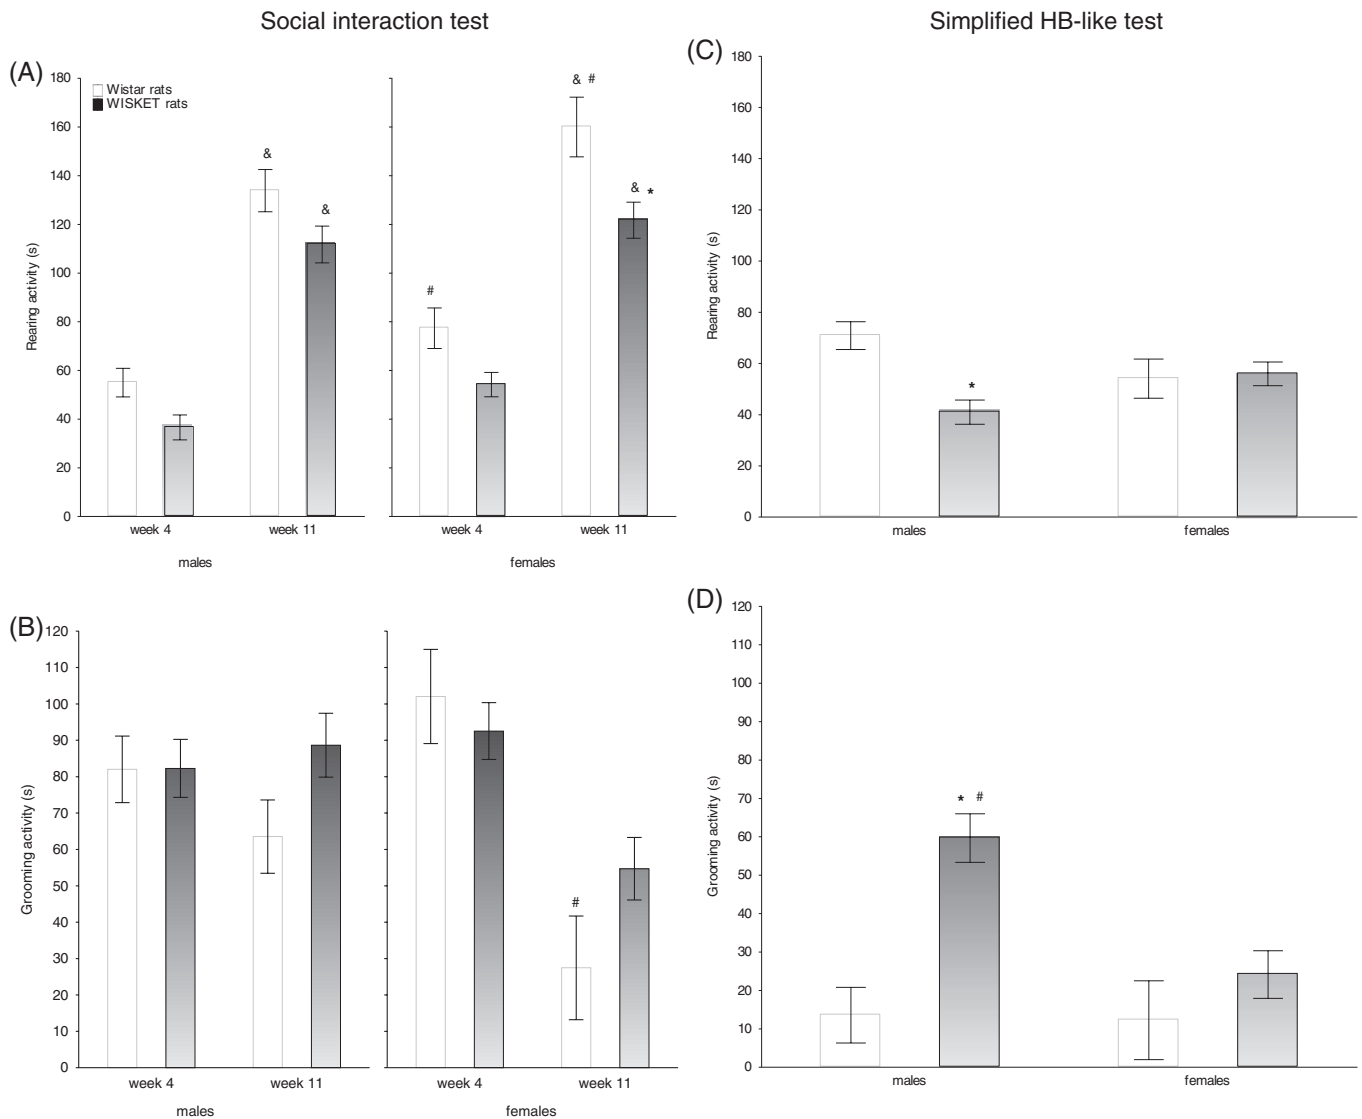 Social interaction test
Simplified HB-like test
(A)
180
160
140
120
100
80
60
40
20
0
Rearing activity (s)
Wistar rats
WISKET rats
&
&
#
& #
& *
week 4
week 11
week 4
week 11
males
females
(C)
180
160
140
120
180
80
60
40
20
0
Rearing activity (s)
*
males
females
(B)
120
110
100
90
80
70
60
50
40
30
20
10
0
Grooming activity (s)
#
week 4
week 11
week 4
week 11
males
females
(D)
120
110
100
90
80
70
60
50
40
30
20
10
0
Grooming activity (s)
* #
males
females